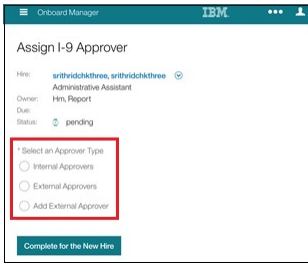 Onboard Manager IBM
Assign I-9 Approver
Hire: srithridchkthree, srithridchkthree
Administrative Assistant
Owner: Hm, Report
Due:
Status: pending
* Select an Approver Type
Internal Approvers
External Approvers
Add External Approver
Complete for the New Hire